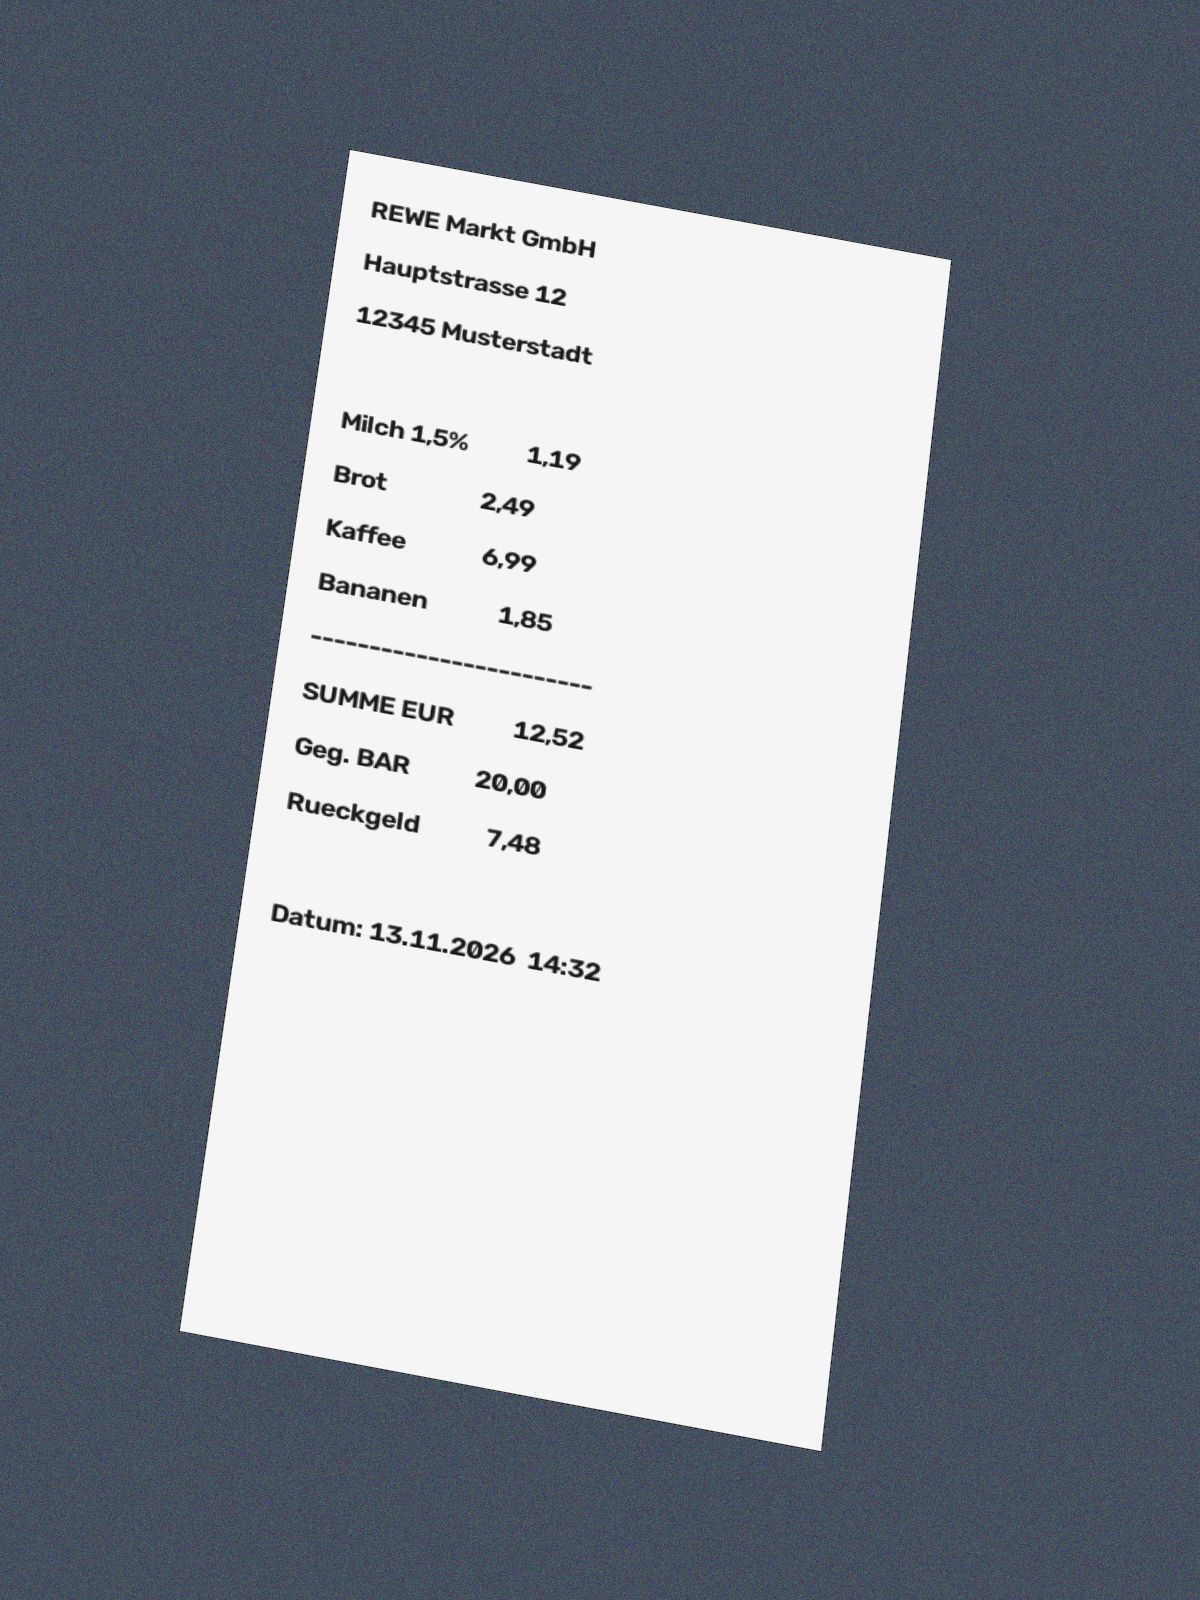 REWE Markt GmbH
Hauptstrasse 12
12345 Musterstadt
Milch 1,5% 1,19
Brot 2,49
Kaffee 6,99
Bananen 1,85
------------------------
SUMME EUR 12,52
Geg. BAR 20,00
Rueckgeld 7,48
Datum: 13.11.2026 14:32